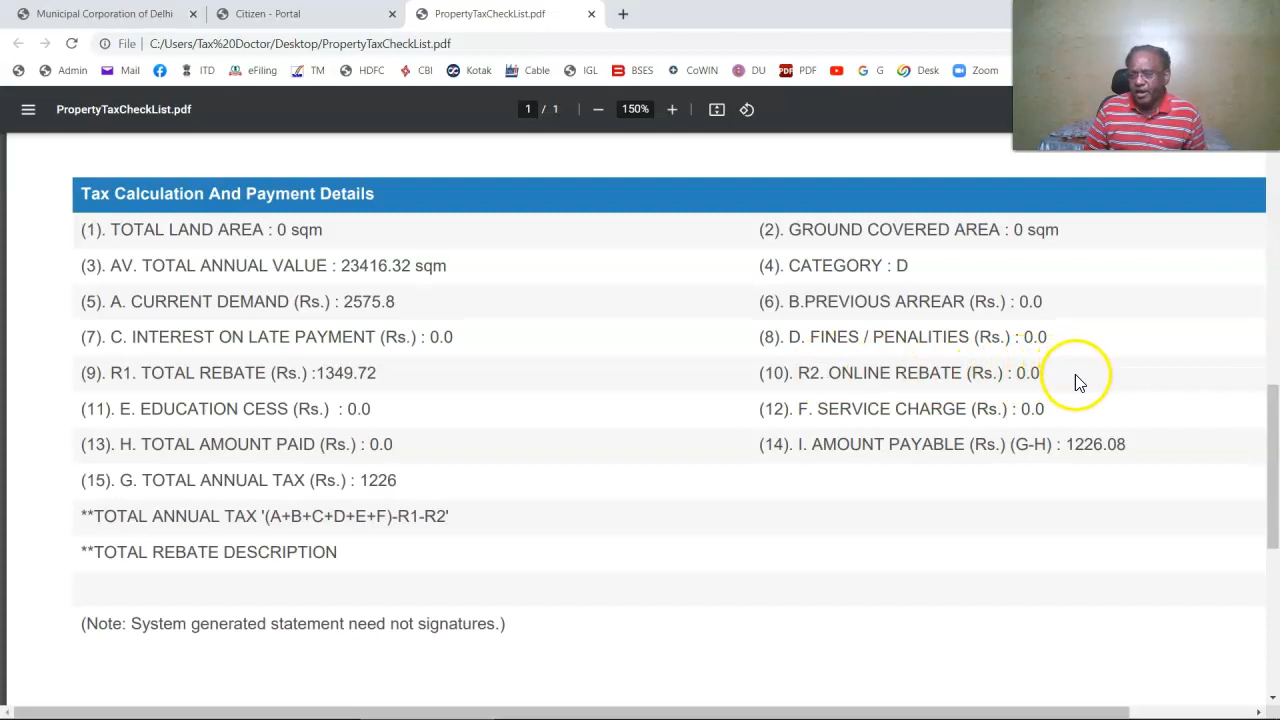 Municipal Corporation of Delhi
Citizen - Portal
PropertyTaxCheckList.pdf
File
C:/Users/Tax%20Doctor/Desktop/PropertyTaxCheckList.pdf
Admin Mail ITD eFiling TM HDFC CBI Kotak Cable IGL BSES CoWIN DU PDF PDF G G Desk Zoom
PropertyTaxCheckList.pdf
1 / 1
150%
Tax Calculation And Payment Details
(1). TOTAL LAND AREA : 0 sqm
(2). GROUND COVERED AREA : 0 sqm
(3). AV. TOTAL ANNUAL VALUE : 23416.32 sqm
(4). CATEGORY : D
(5). A. CURRENT DEMAND (Rs.) : 2575.8
(6). B.PREVIOUS ARREAR (Rs.) : 0.0
(7). C. INTEREST ON LATE PAYMENT (Rs.) : 0.0
(8). D. FINES / PENALITIES (Rs.) : 0.0
(9). R1. TOTAL REBATE (Rs.) :1349.72
(10). R2. ONLINE REBATE (Rs.) : 0.0
(11). E. EDUCATION CESS (Rs.) : 0.0
(12). F. SERVICE CHARGE (Rs.) : 0.0
(13). H. TOTAL AMOUNT PAID (Rs.) : 0.0
(14). I. AMOUNT PAYABLE (Rs.) (G-H) : 1226.08
(15). G. TOTAL ANNUAL TAX (Rs.) : 1226
**TOTAL ANNUAL TAX '(A+B+C+D+E+F)-R1-R2'
**TOTAL REBATE DESCRIPTION
(Note: System generated statement need not signatures.)